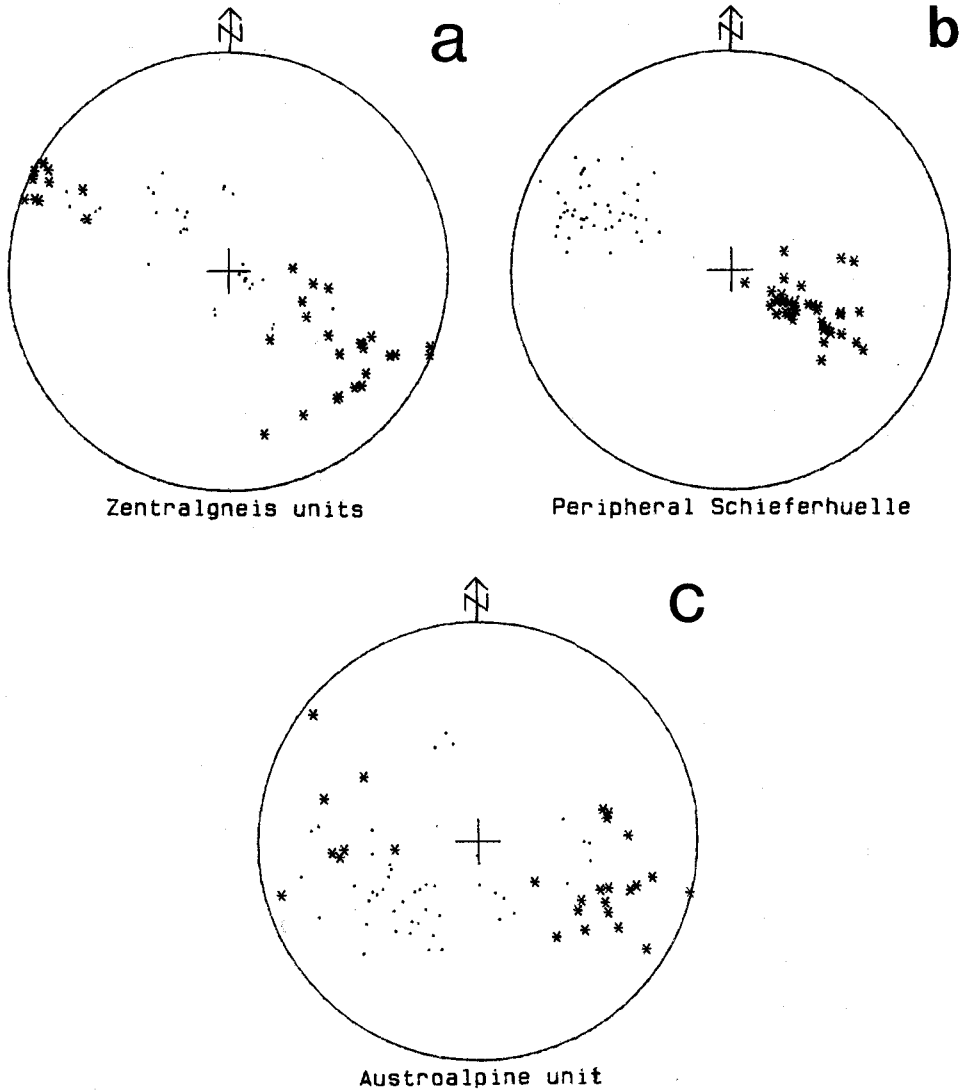 N
a
N
b
Zentralgneis units
Peripheral Schieferhuelle
N
c
Austroalpine unit